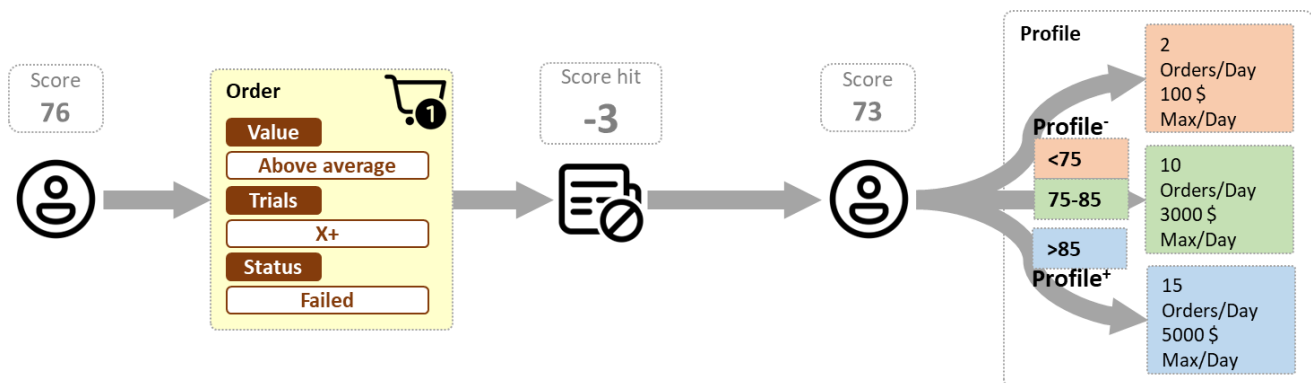 Score
76
Order
1
Value
Above average
Trials
X+
Status
Failed
Score hit
-3
Score
73
Profile
Profile-
<75
75-85
>85
Profile+
2
Orders/Day
100 $
Max/Day
10
Orders/Day
3000 $
Max/Day
15
Orders/Day
5000 $
Max/Day